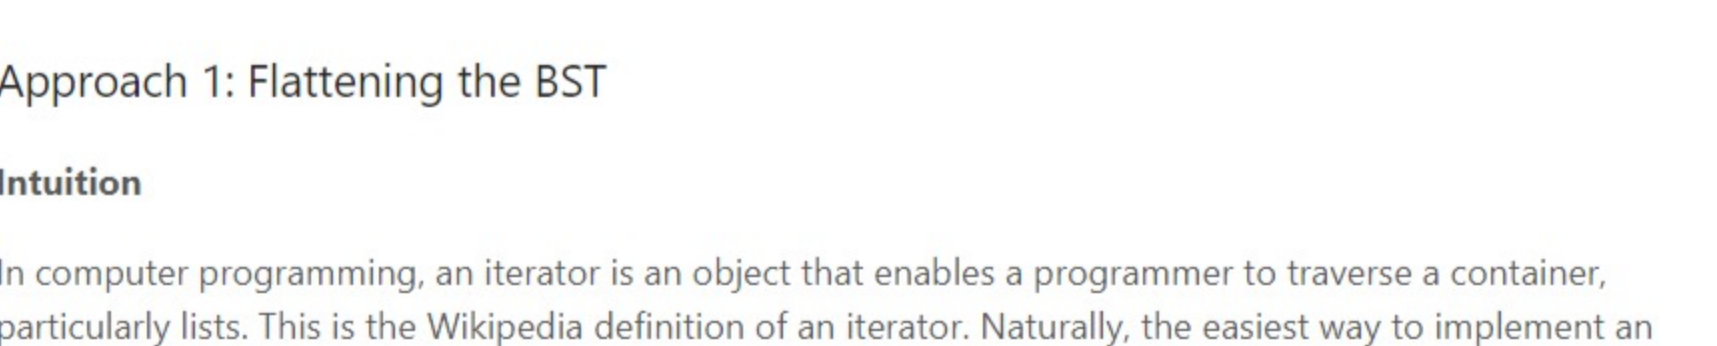 Approach 1: Flattening the BST
Intuition
In computer programming, an iterator is an object that enables a programmer to traverse a container,
particularly lists. This is the Wikipedia definition of an iterator. Naturally, the easiest way to implement an